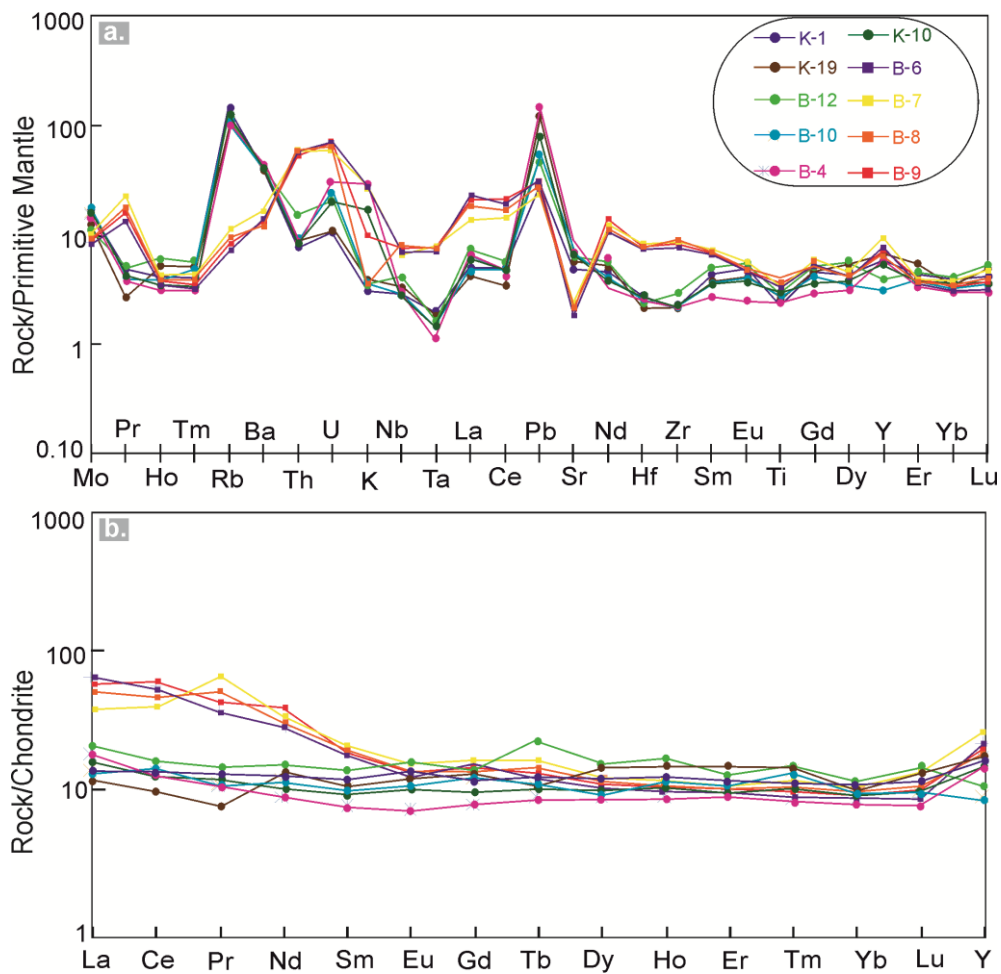 a.
1000
100
10
1
0.10
Rock/Primitive Mantle
K-1 K-10
K-19 B-6
B-12 B-7
B-10 B-8
B-4 B-9
Pr Tm Ba U Nb La Pb Nd Zr Eu Gd Y Yb
Mo Ho Rb Th K Ta Ce Sr Hf Sm Ti Dy Er Lu
b.
1000
100
10
1
Rock/Chondrite
La Ce Pr Nd Sm Eu Gd Tb Dy Ho Er Tm Yb Lu Y